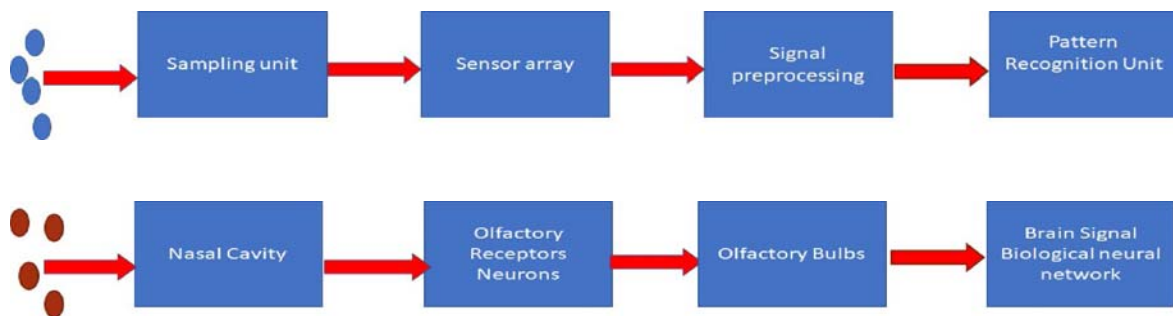 Sampling unit
Sensor array
Signal
preprocessing
Pattern
Recognition Unit
Nasal Cavity
Olfactory
Receptors
Neurons
Olfactory Bulbs
Brain Signal
Biological neural
network